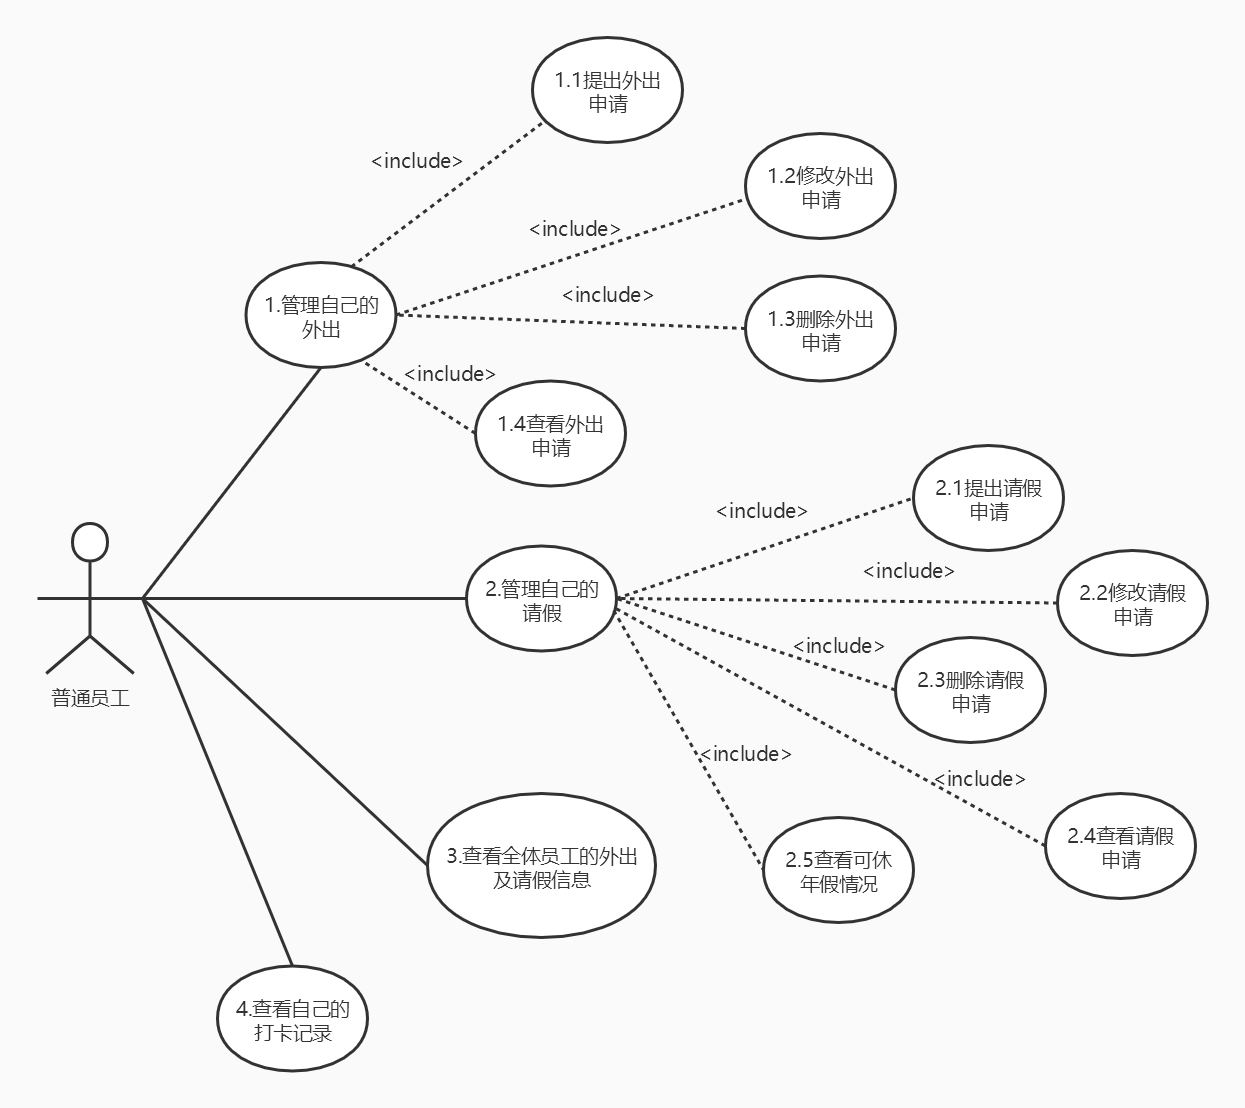 1.1提出外出
申请
<include>
1.2修改外出
申请
<include>
1.管理自己的
外出
<include>
1.3删除外出
申请
<include>
1.4查看外出
申请
2.1提出请假
申请
<include>
<include>
2.2修改请假
申请
2.管理自己的
请假
<include>
2.3删除请假
申请
普通员工
<include>
<include>
2.4查看请假
申请
3.查看全体员工的外出
及请假信息
2.5查看可休
年假情况
4.查看自己的
打卡记录